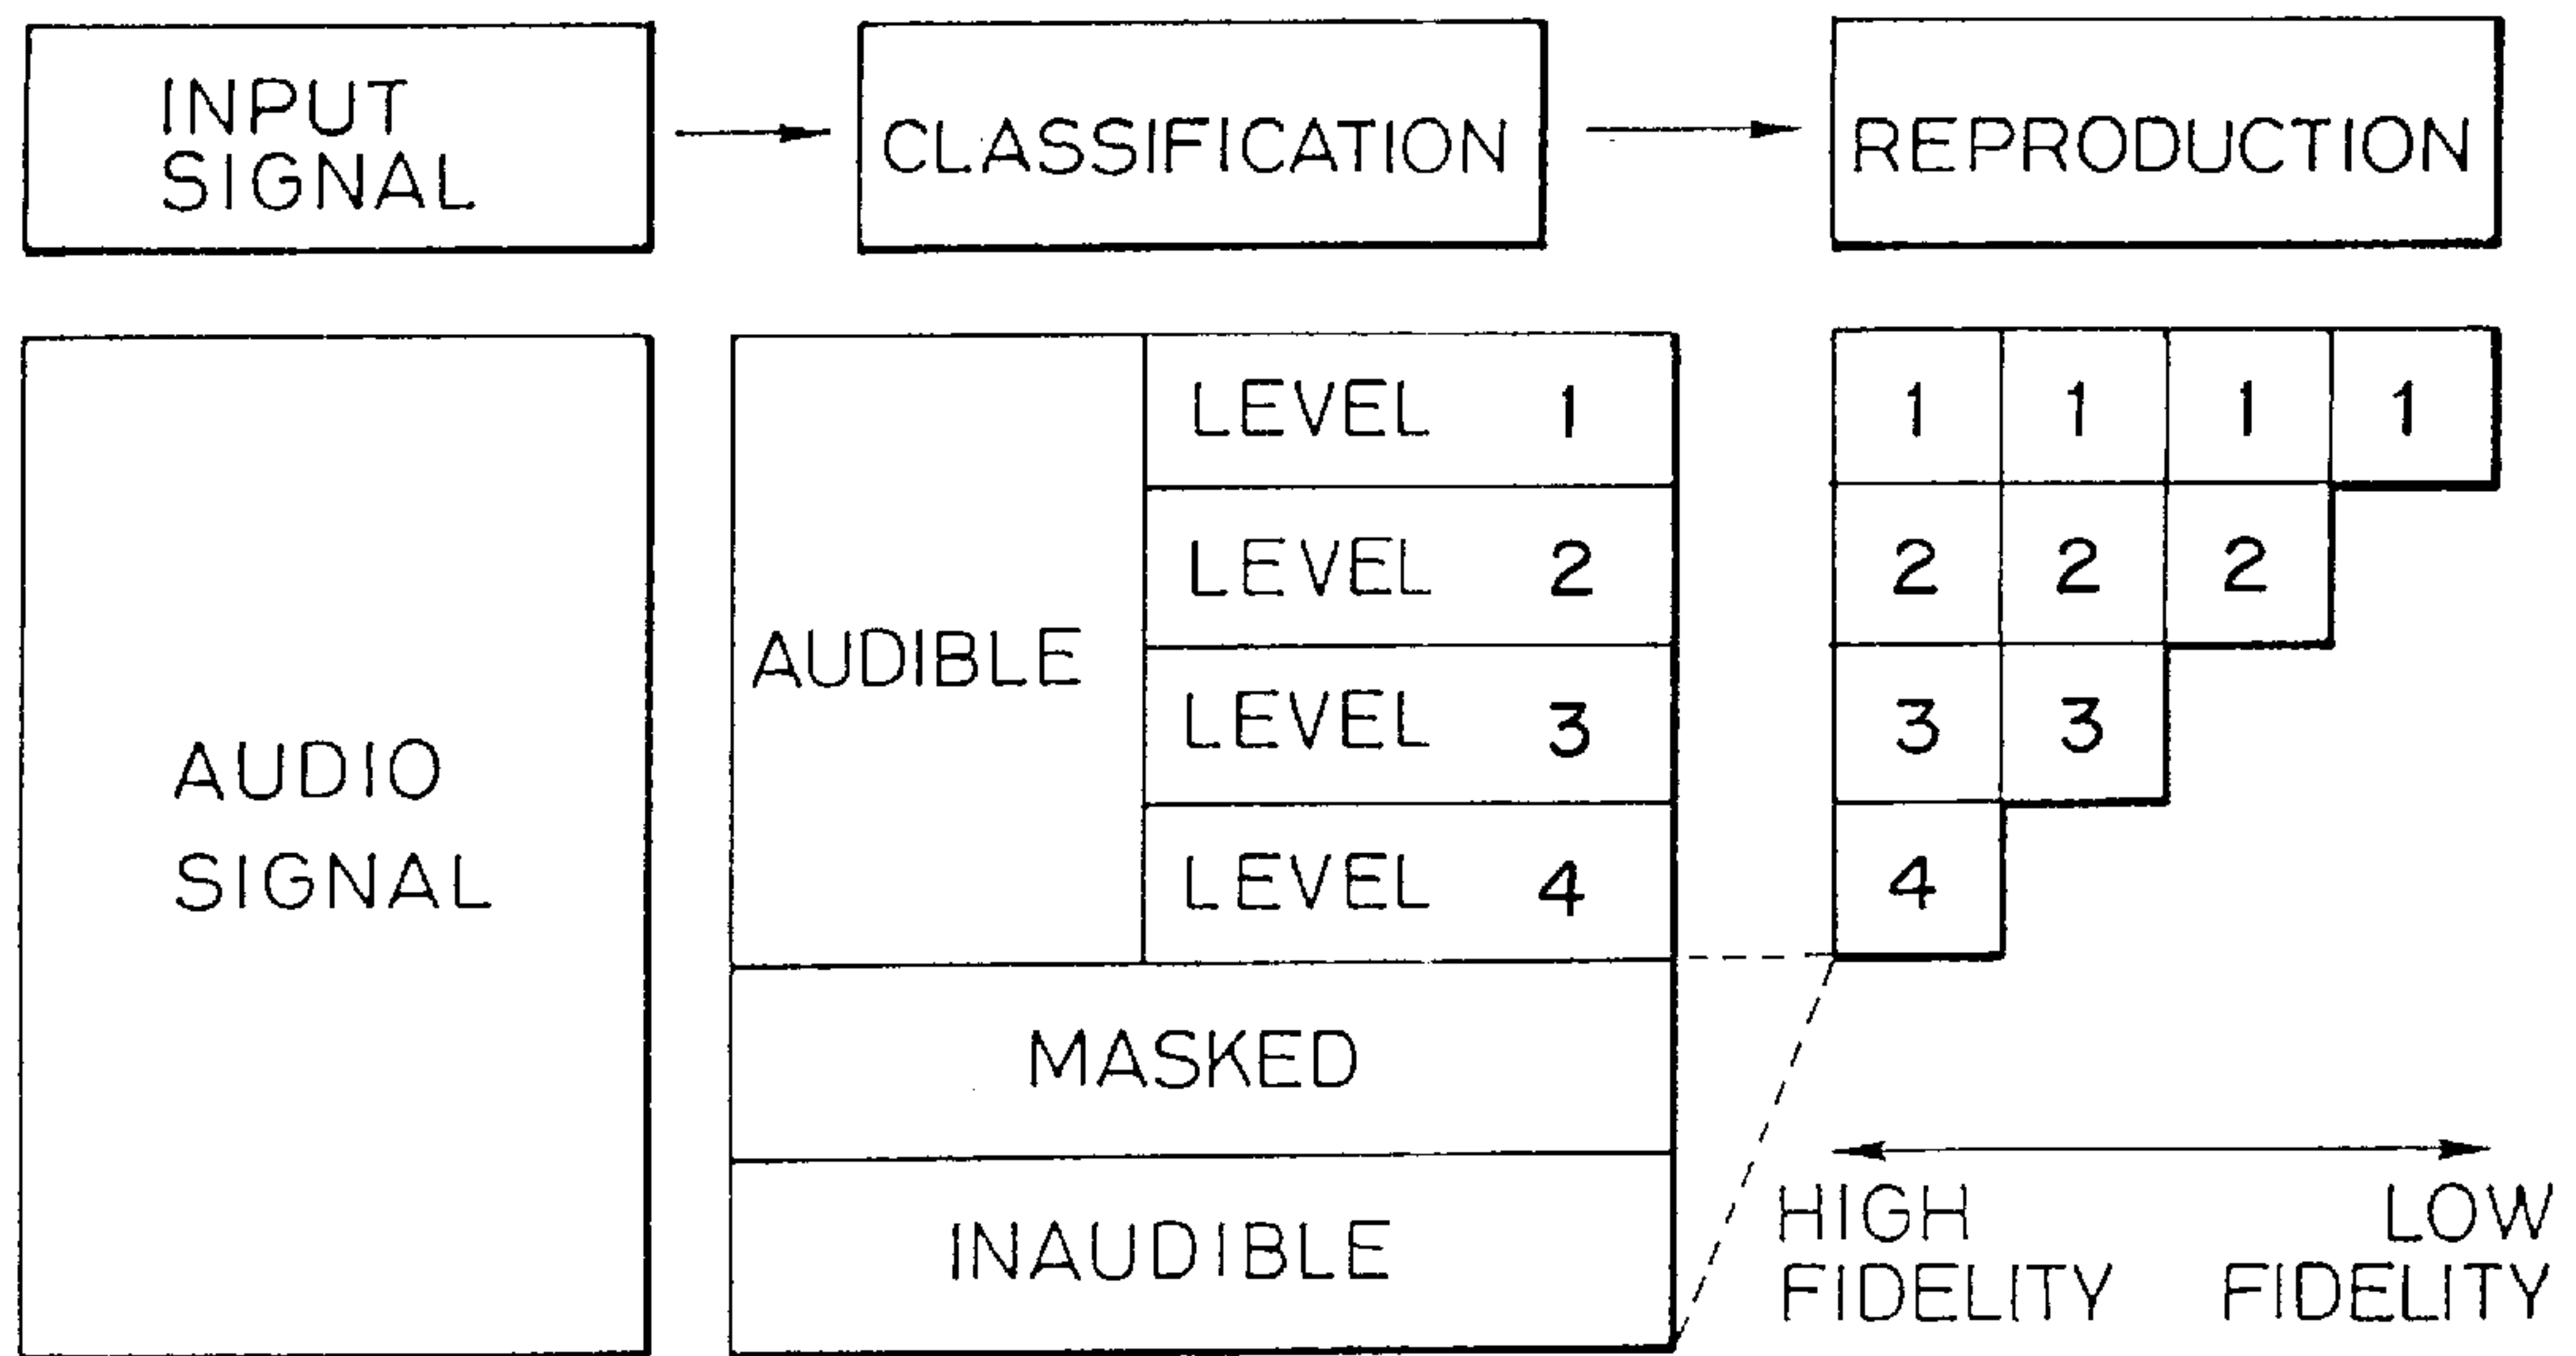 INPUT
SIGNAL
CLASSIFICATION
REPRODUCTION
AUDIO
SIGNAL
AUDIBLE
LEVEL 1
LEVEL 2
LEVEL 3
LEVEL 4
MASKED
INAUDIBLE
1 1 1 1
2 2 2
3 3
4
HIGH
FIDELITY
LOW
FIDELITY